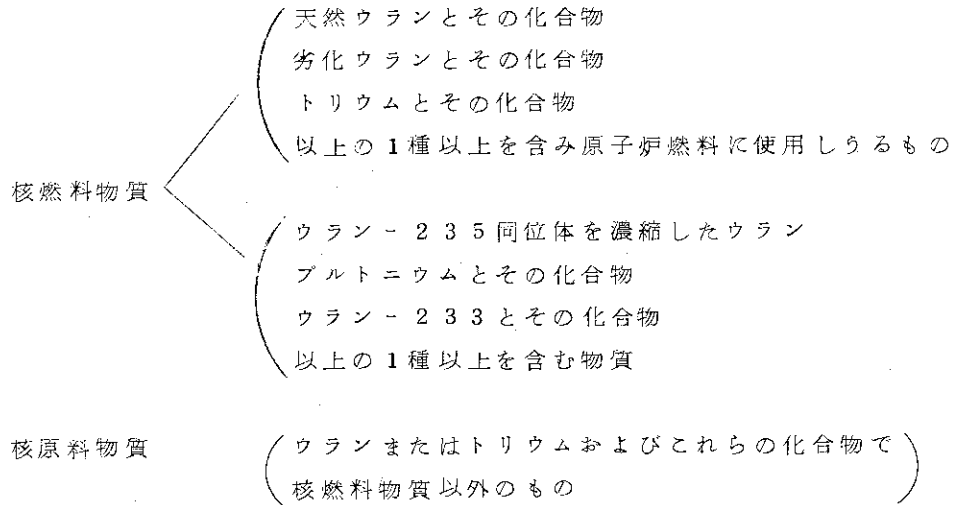 天然ウランとその化合物
劣化ウランとその化合物
トリウムとその化合物
以上の1種以上を含み原子炉燃料に使用しうるもの
核燃料物質
ウラン-235同位体を濃縮したウラン
プルトニウムとその化合物
ウラン-233とその化合物
以上の1種以上を含む物質
核原料物質
ウランまたはトリウムおよびこれらの化合物で
核燃料物質以外のもの